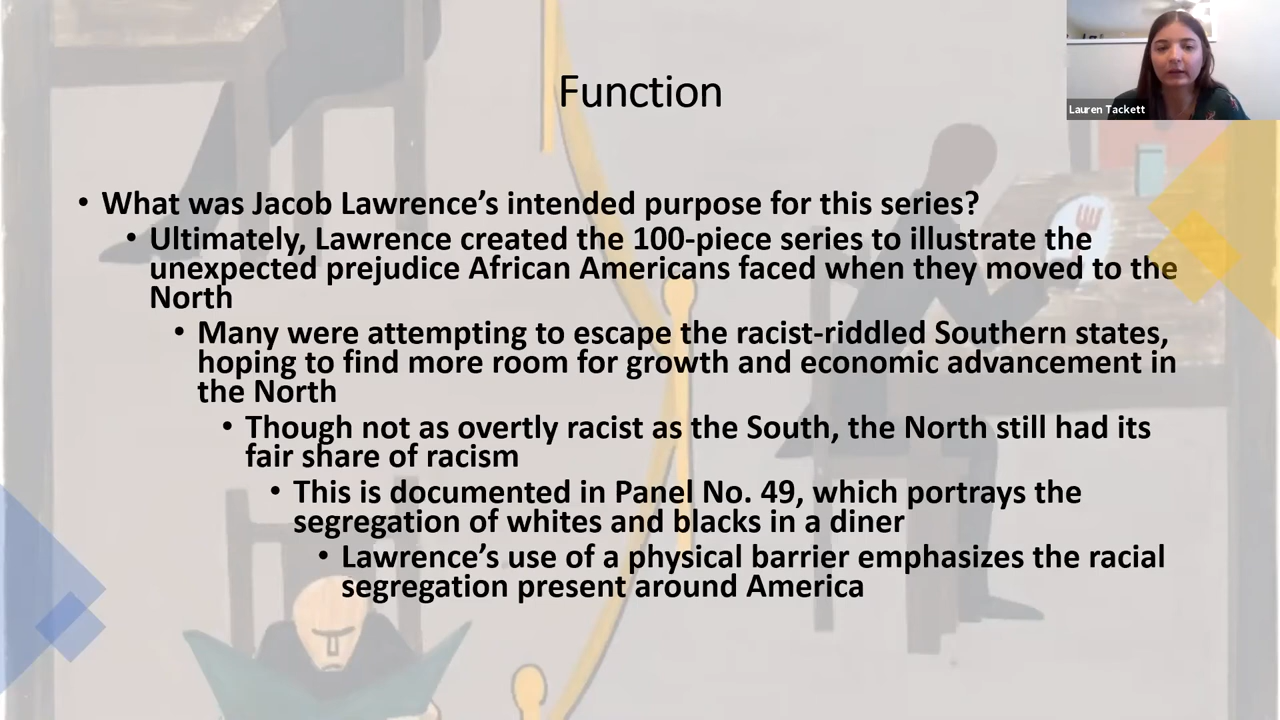 Function
Lauren Tackett
• What was Jacob Lawrence’s intended purpose for this series?
• Ultimately, Lawrence created the 100-piece series to illustrate the
unexpected prejudice African Americans faced when they moved to the
North
• Many were attempting to escape the racist-riddled Southern states,
hoping to find more room for growth and economic advancement in
the North
• Though not as overtly racist as the South, the North still had its
fair share of racism
• This is documented in Panel No. 49, which portrays the
segregation of whites and blacks in a diner
• Lawrence’s use of a physical barrier emphasizes the racial
segregation present around America